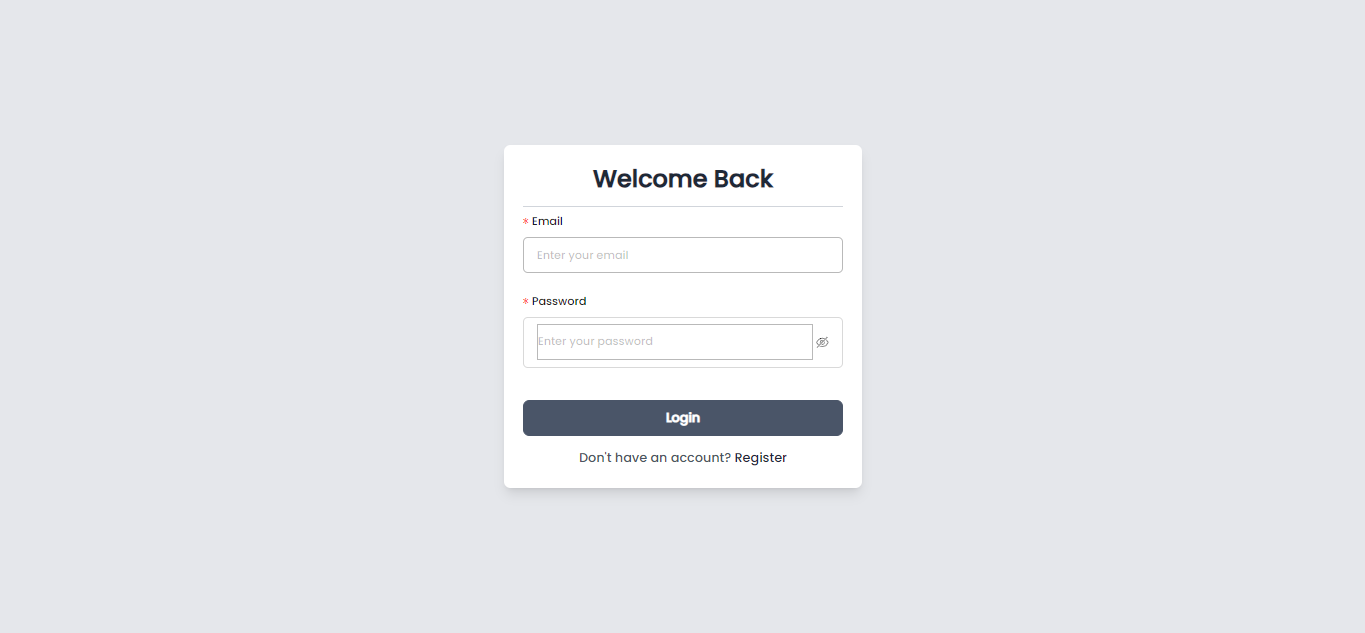 Welcome Back
* Email
Enter your email
* Password
Enter your password
Login
Don't have an account? Register